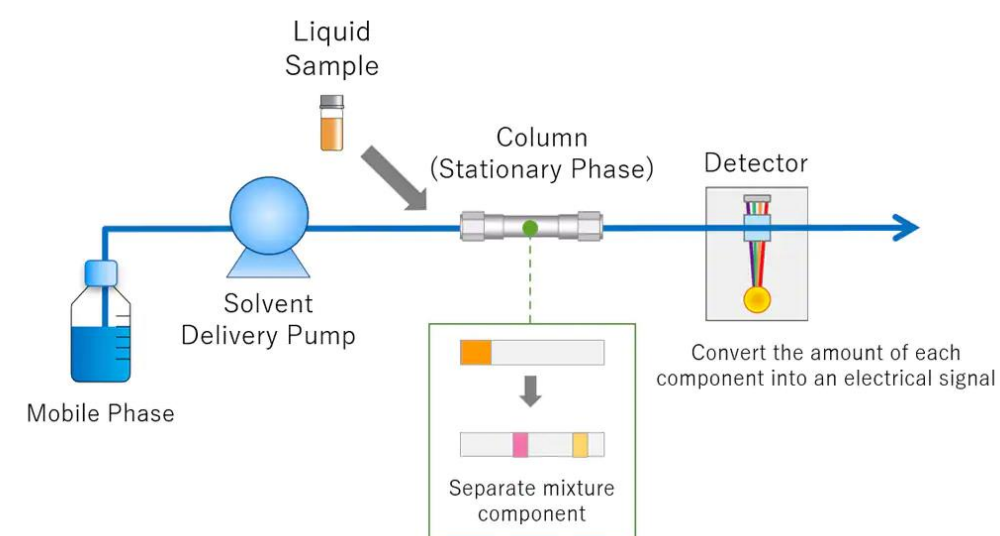 Liquid
Sample
Column
(Stationary Phase)
Detector
Solvent
Delivery Pump
Mobile Phase
Convert the amount of each
component into an electrical signal
Separate mixture
component